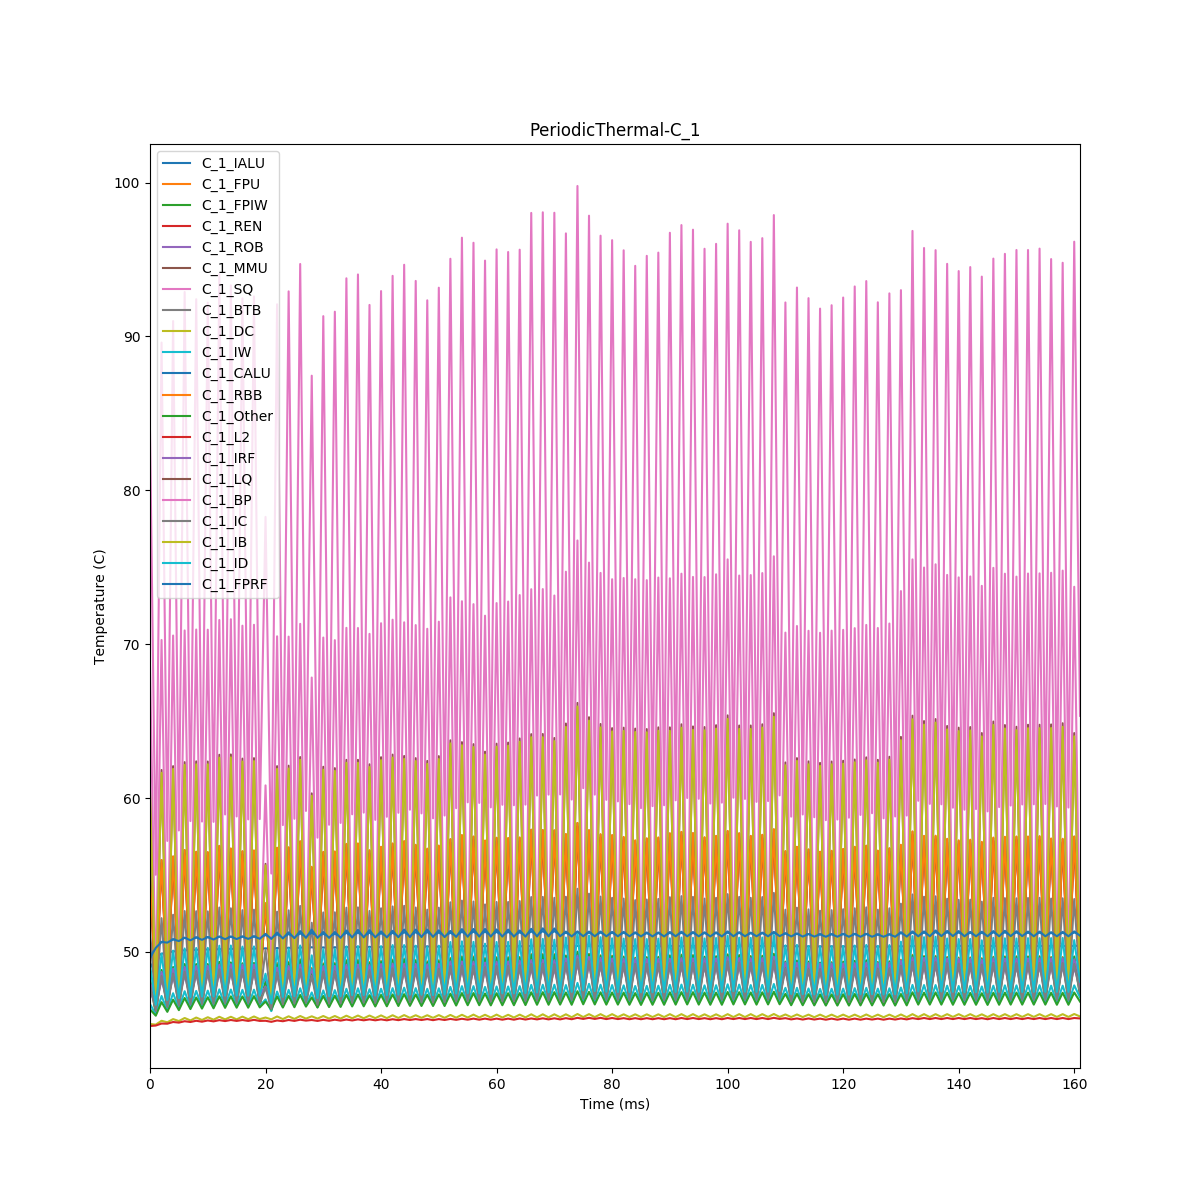 PeriodicThermal-C_1
C_1_IALU
C_1_FPU
C_1_FPIW
C_1_REN
C_1_ROB
C_1_MMU
C_1_SQ
C_1_BTB
C_1_DC
C_1_IW
C_1_CALU
C_1_RBB
C_1_Other
C_1_L2
C_1_IRF
C_1_LQ
C_1_BP
C_1_IC
C_1_IB
C_1_ID
C_1_FPRF
100
90
80
70
60
50
Temperature (C)
0 20 40 60 80 100 120 140 160
Time (ms)